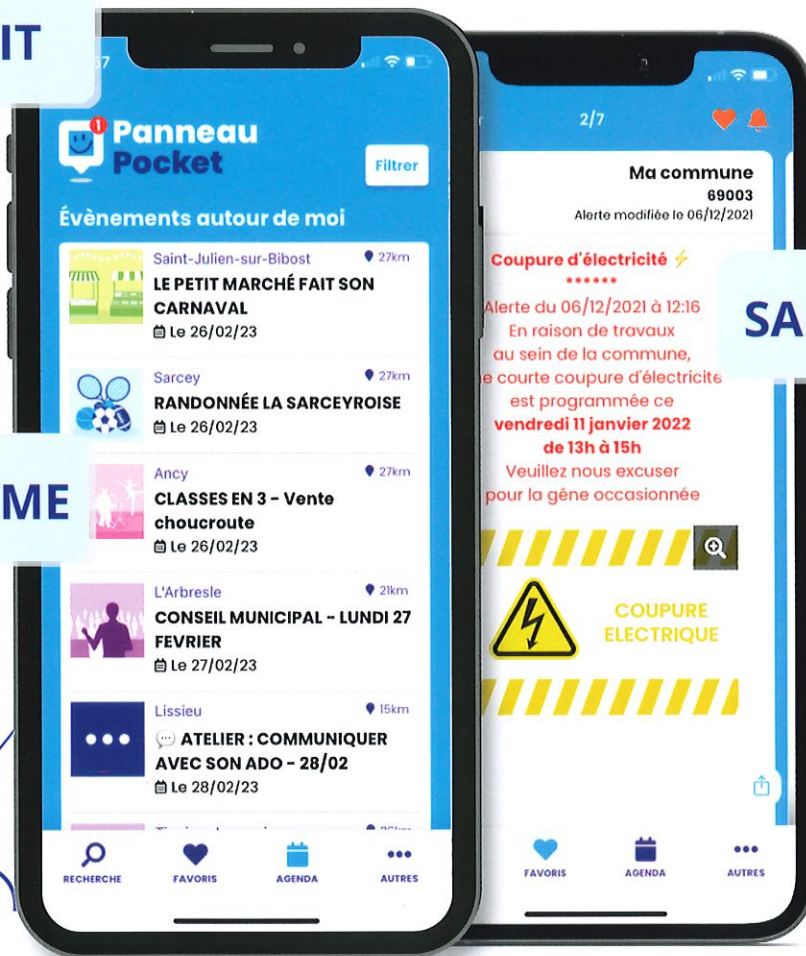 IT
57
Panneau
Pocket
1
Filtrer
Évènements autour de moi
Saint-Julien-sur-Bibost
27km
LE PETIT MARCHÉ FAIT SON
CARNAVAL
Le 26/02/23
Sarcey
27km
RANDONNÉE LA SARCEYROISE
Le 26/02/23
ME
Ancy
27km
CLASSES EN 3 - Vente
choucroute
Le 26/02/23
L'Arbresle
21km
CONSEIL MUNICIPAL - LUNDI 27
FEVRIER
Le 27/02/23
Lissieu
15km
ATELIER : COMMUNIQUER
AVEC SON ADO - 28/02
Le 28/02/23
RECHERCHE
FAVORIS
AGENDA
AUTRES
2/7
Ma commune
69003
Alerte modifiée le 06/12/2021
Coupure d'électricité
******
Alerte du 06/12/2021 à 12:16
En raison de travaux
au sein de la commune,
e courte coupure d'électricité
est programmée ce
vendredi 11 janvier 2022
de 13h à 15h
Veuillez nous excuser
pour la gêne occasionnée
SA
COUPURE
ELECTRIQUE
FAVORIS
AGENDA
AUTRES